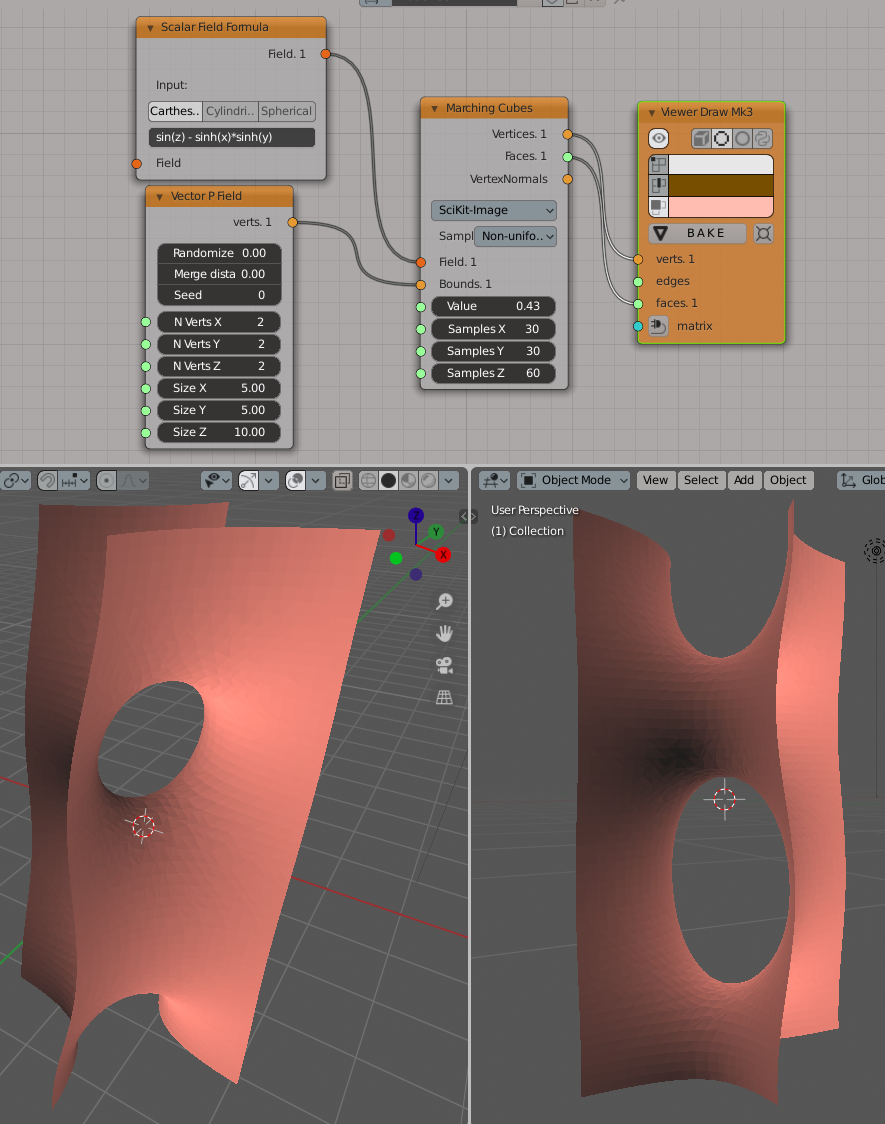 Scalar Field Formula
Field. 1
Input:
Carthes..
Cylindri..
Spherical
sin(z) - sinh(x)*sinh(y)
Field
Vector P Field
verts. 1
Randomize 0.00
Merge dista 0.00
Seed 0
N Verts X 2
N Verts Y 2
N Verts Z 2
Size X 5.00
Size Y 5.00
Size Z 10.00
Marching Cubes
Vertices. 1
Faces. 1
VertexNormals
SciKit-Image
Sampl Non-unifo..
Field. 1
Bounds. 1
Value 0.43
Samples X 30
Samples Y 30
Samples Z 60
Viewer Draw Mk3
BAKE
verts. 1
edges
faces. 1
matrix
Object Mode
View
Select
Add
Object
Glob
Z
Y
X
User Perspective
(1) Collection